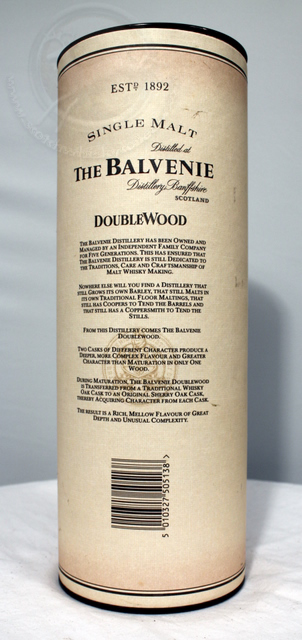 ESTD 1892
SINGLE MALT
Distilled at
THE BALVENIE
Distillery, Banffshire
SCOTLAND
DOUBLEWOOD
THE BALVENIE DISTILLERY HAS BEEN OWNED AND
MANAGED BY AN INDEPENDENT FAMILY COMPANY
FOR FIVE GENERATIONS. THIS HAS ENSURED THAT
THE BALVENIE DISTILLERY IS STILL DEDICATED TO
THE TRADITIONS, CARE AND CRAFTSMANSHIP OF
MALT WHISKY MAKING.
NOWHERE ELSE WILL YOU FIND A DISTILLERY THAT
STILL GROWS ITS OWN BARLEY, THAT STILL MALTS IN
ITS OWN TRADITIONAL FLOOR MALTINGS, THAT
STILL HAS COOPERS TO TEND THE BARRELS AND
THAT STILL HAS A COPPERSMITH TO TEND THE
STILLS.
FROM THIS DISTILLERY COMES THE BALVENIE
DOUBLEWOOD.
TWO CASKS OF DIFFERENT CHARACTER PRODUCE A
DEEPER, MORE COMPLEX FLAVOUR AND GREATER
CHARACTER THAN MATURATION IN ONLY ONE
WOOD.
DURING MATURATION, THE BALVENIE DOUBLEWOOD
IS TRANSFERRED FROM A TRADITIONAL WHISKY
OAK CASK TO AN ORIGINAL SHERRY OAK CASK,
THEREBY ACQUIRING CHARACTER FROM EACH CASK.
THE RESULT IS A RICH, MELLOW FLAVOUR OF GREAT
DEPTH AND UNUSUAL COMPLEXITY.
5 010327 505138 >